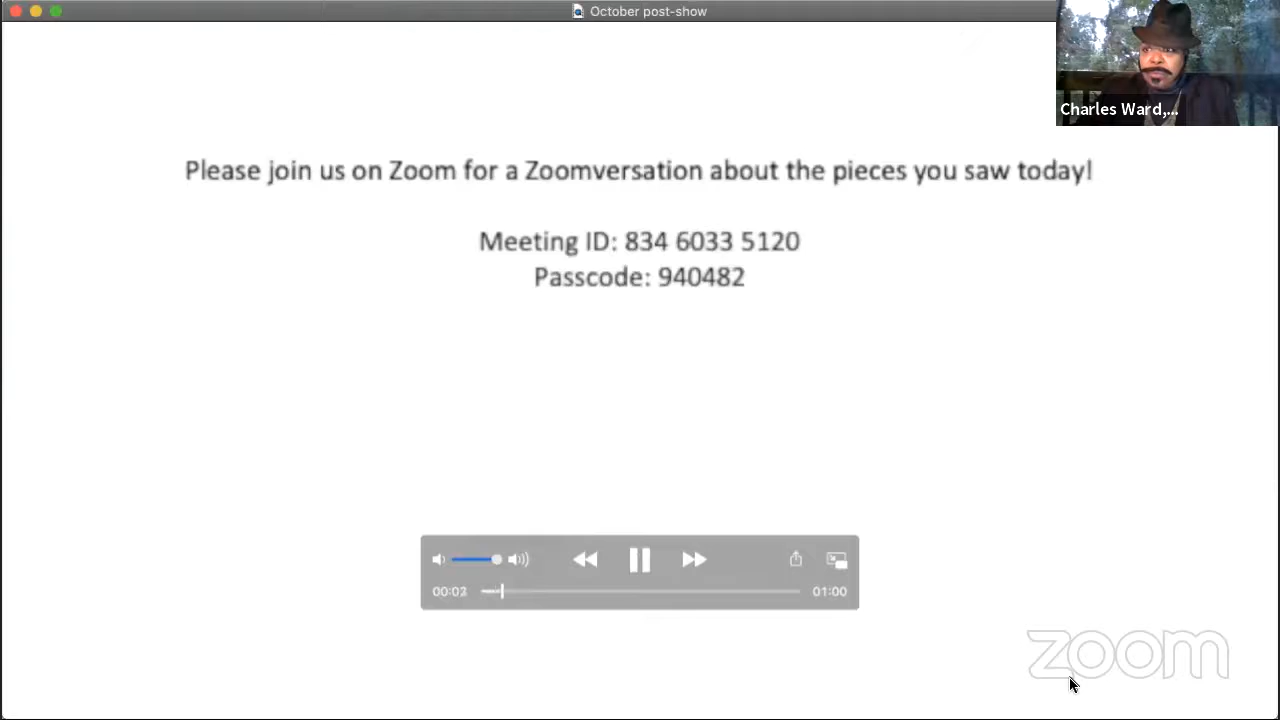 October post-show
Charles Ward,...
Please join us on Zoom for a Zoomversation about the pieces you saw today!
Meeting ID: 834 6033 5120
Passcode: 940482
00:02
01:00
zoom